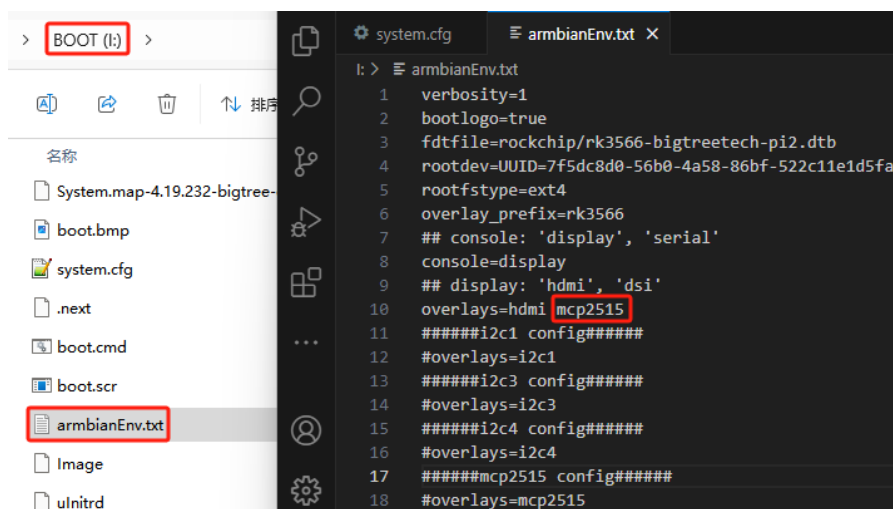 BOOT (I:)
排序
名称
System.map-4.19.232-bigtree-
boot.bmp
system.cfg
.next
boot.cmd
boot.scr
armbianEnv.txt
Image
uInitrd
system.cfg
armbianEnv.txt
I: > armbianEnv.txt
1 verbosity=1
2 bootlogo=true
3 fdtfile=rockchip/rk3566-bigtreetech-pi2.dtb
4 rootdev=UUID=7f5dc8d0-56b0-4a58-86bf-522c11e1d5fa
5 rootfstype=ext4
6 overlay_prefix=rk3566
7 ## console: 'display', 'serial'
8 console=display
9 ## display: 'hdmi', 'dsi'
10 overlays=hdmi mcp2515
11 ######i2c1 config######
12 #overlays=i2c1
13 ######i2c3 config######
14 #overlays=i2c3
15 ######i2c4 config######
16 #overlays=i2c4
17 ######mcp2515 config######
18 #overlays=mcp2515